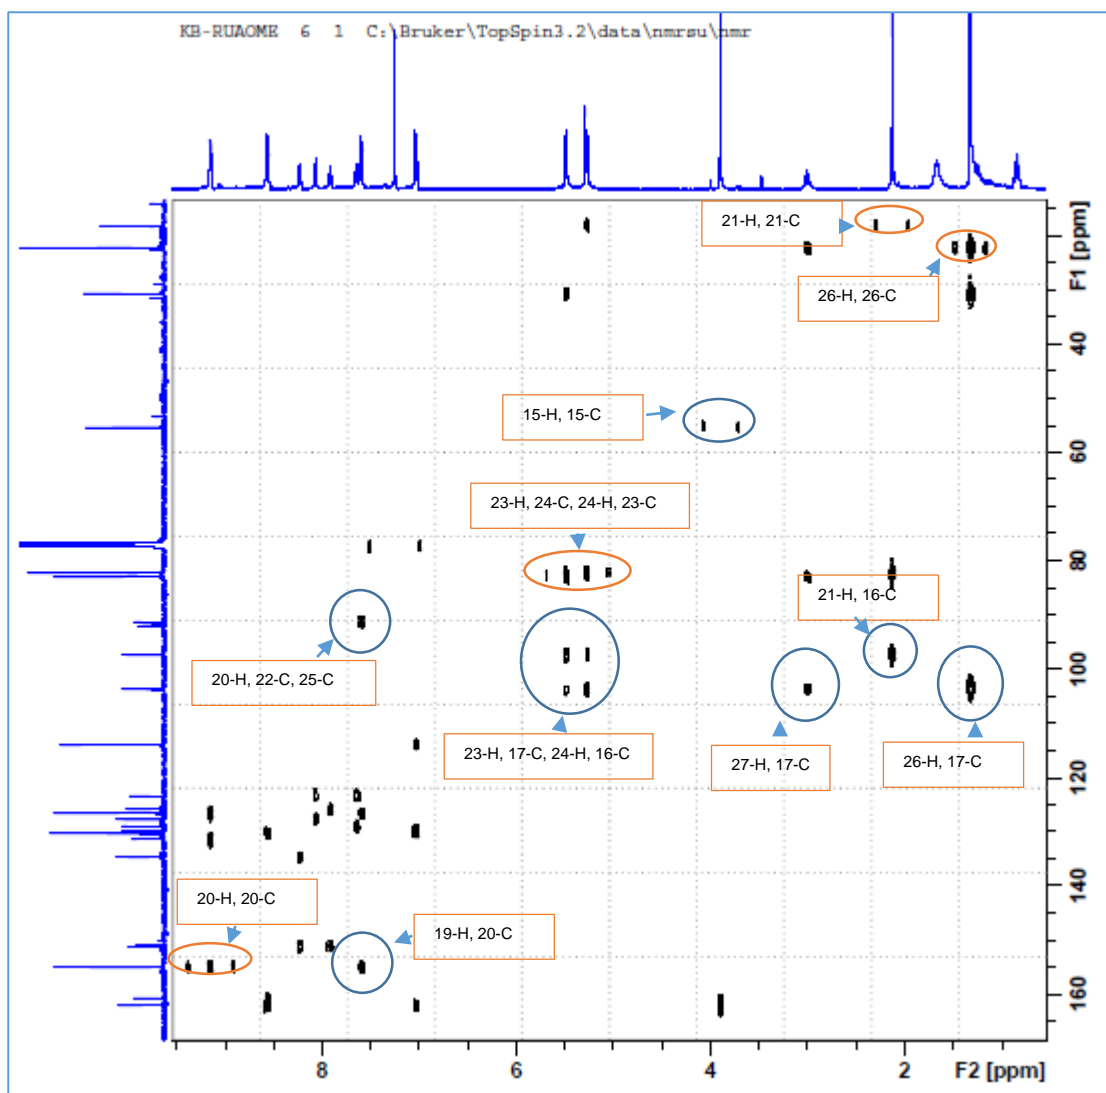 KB-RUAOME 6 1 C:\Bruker\TopSpin3.2\data\nmrsu\nmr
21-H, 21-C
26-H, 26-C
15-H, 15-C
23-H, 24-C, 24-H, 23-C
21-H, 16-C
20-H, 22-C, 25-C
23-H, 17-C, 24-H, 16-C
27-H, 17-C
26-H, 17-C
20-H, 20-C
19-H, 20-C
F1 [ppm]
40
60
80
100
120
140
160
8 6 4 2 F2 [ppm]